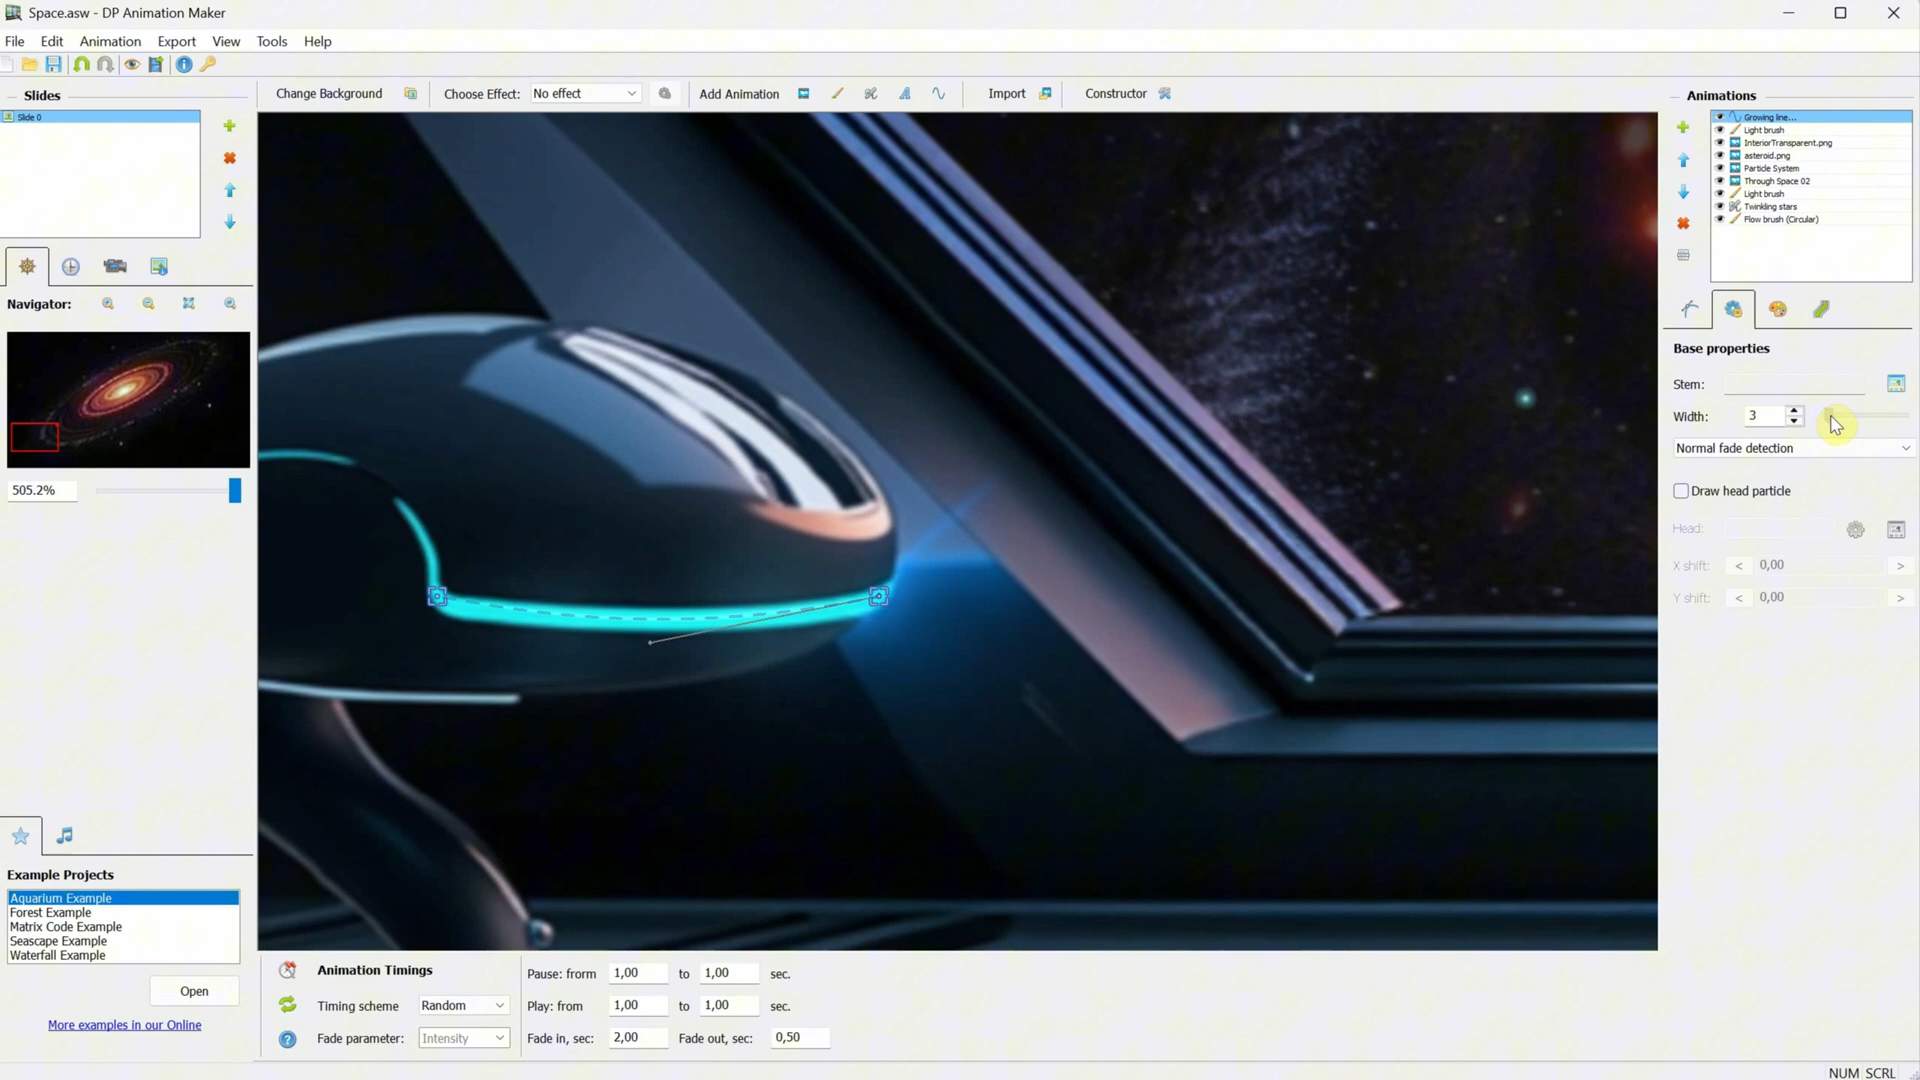 Space.asw - DP Animation Maker
File Edit Animation Export View Tools Help
Slides
Slide 0
Change Background Choose Effect: No effect Add Animation Import Constructor
Animations
Growing line...
Light brush
InteriorTransparent.png
asteroid.png
Particle System
Through Space 02
Light brush
Twinkling stars
Flow brush (Circular)
Navigator:
505.2%
Base properties
Stem:
Width: 3
Normal fade detection
Draw head particle
Head:
X shift: < 0,00 >
Y shift: < 0,00 >
Example Projects
Aquarium Example
Forest Example
Matrix Code Example
Seascape Example
Waterfall Example
Open
More examples in our Online
Animation Timings
Timing scheme Random
Fade parameter: Intensity
Pause: frorm 1,00 to 1,00 sec.
Play: from 1,00 to 1,00 sec.
Fade in, sec: 2,00 Fade out, sec: 0,50
NUM SCRL